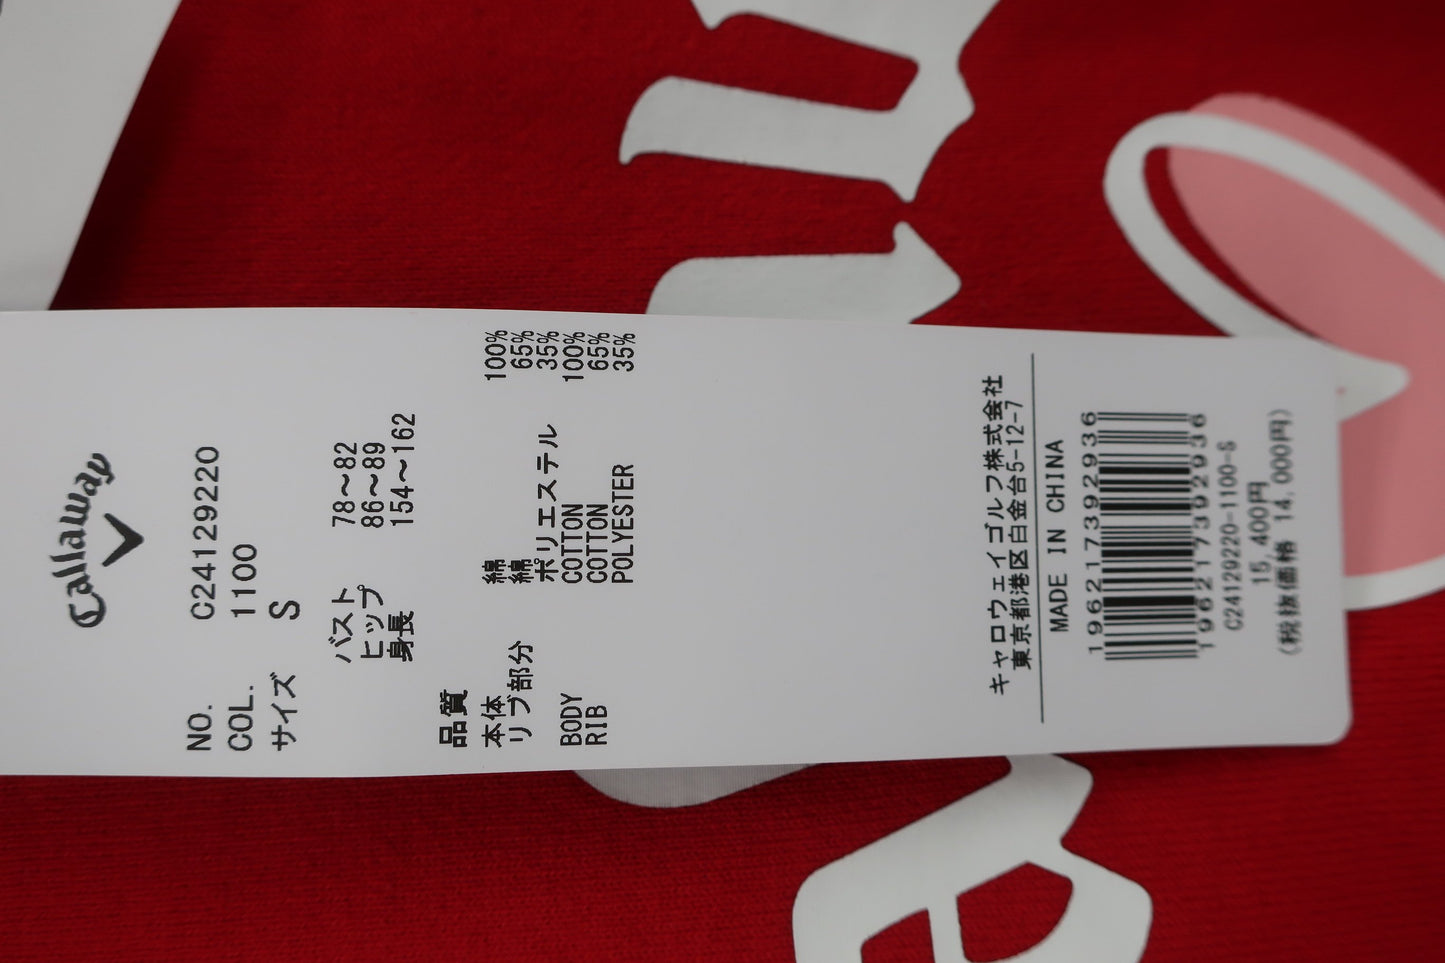 Callaway
NO. C24129220
COL. 1100
サイズ S
バスト 78～82
ヒップ 86～89
身長 154～162
品質
本体 綿 100%
リブ部分 綿 65%
ポリエステル 35%
BODY COTTON 100%
RIB COTTON 65%
POLYESTER 35%
キャロウェイゴルフ株式会社
東京都港区白金台5-12-7
MADE IN CHINA
196217392936
196217392936
C24129220-1100-S
15,400円
(税抜価格 14,000円)